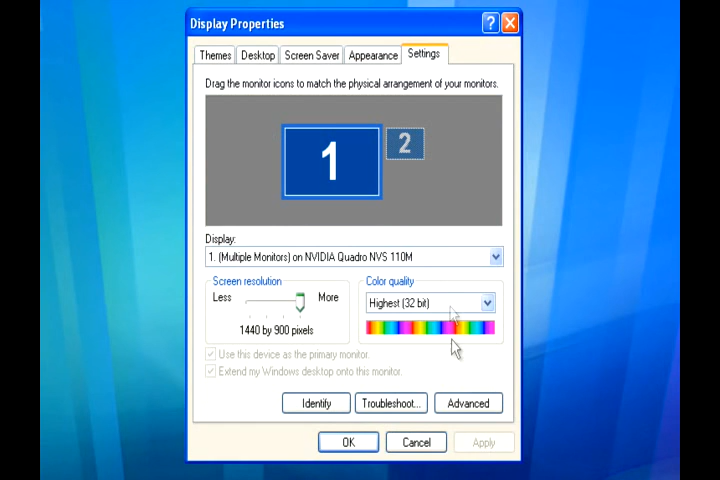 Display Properties
Themes Desktop Screen Saver Appearance Settings
Drag the monitor icons to match the physical arrangement of your monitors.
1 2
Display:
1. (Multiple Monitors) on NVIDIA Quadro NVS 110M
Screen resolution
Less More
1440 by 900 pixels
Color quality
Highest (32 bit)
Use this device as the primary monitor.
Extend my Windows desktop onto this monitor.
Identify Troubleshoot... Advanced
OK Cancel Apply